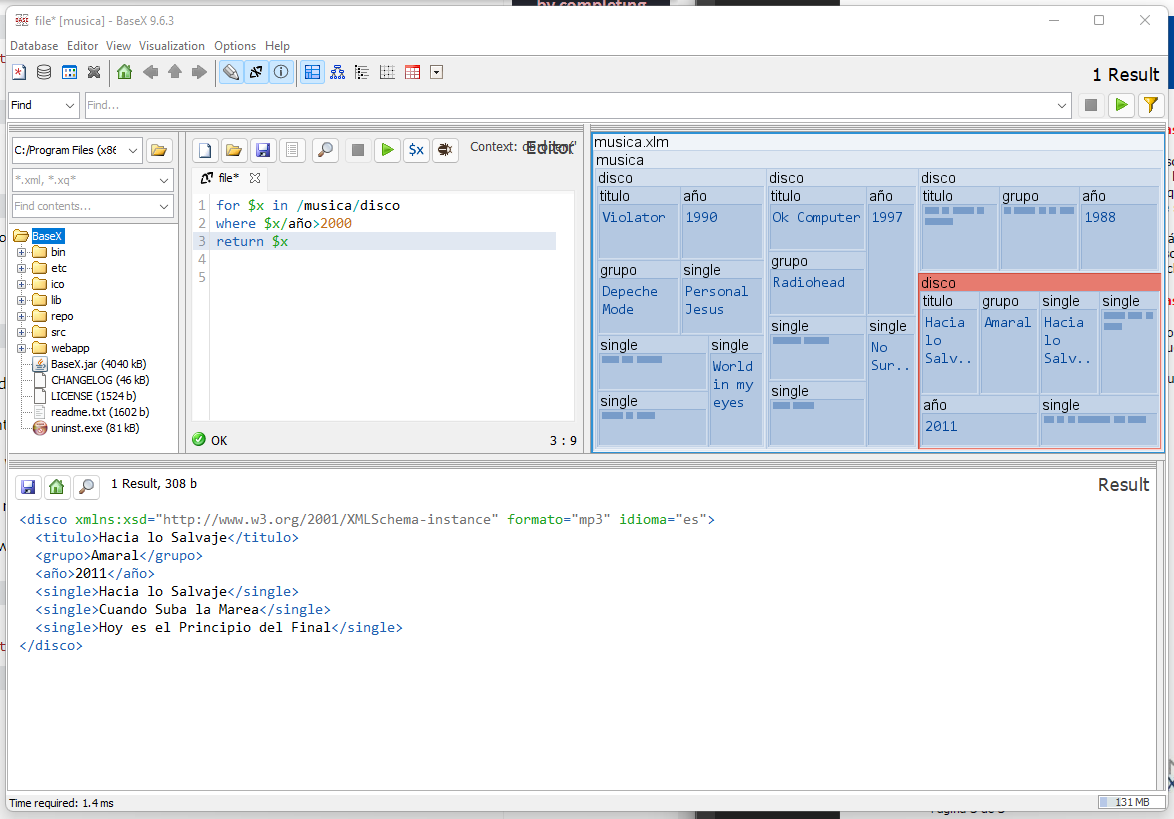 by completing
file* [musica] - BaseX 9.6.3
Database Editor View Visualization Options Help
1 Result
Find
Find...
C:/Program Files (x86
*.xml, *.xq*
Find contents...
BaseX
bin
etc
ico
lib
repo
src
webapp
BaseX.jar (4040 kB)
CHANGELOG (46 kB)
LICENSE (1524 b)
readme.txt (1602 b)
uninst.exe (81 kB)
Context:
Editor
file*
1 for $x in /musica/disco
2 where $x/año>2000
3 return $x
4
5
OK
3 : 9
musica.xlm
musica
disco
titulo
Violator
año
1990
grupo
Depeche
Mode
single
Personal
Jesus
single
single
World
in my
eyes
single
disco
titulo
Ok Computer
año
1997
grupo
Radiohead
single
single
No
Sur..
single
disco
titulo
grupo
año
1988
disco
titulo
Hacia
lo
Salv..
grupo
Amaral
single
Hacia
lo
Salv..
single
año
2011
single
1 Result, 308 b
Result
<disco xmlns:xsd="http://www.w3.org/2001/XMLSchema-instance" formato="mp3" idioma="es">
<titulo>Hacia lo Salvaje</titulo>
<grupo>Amaral</grupo>
<año>2011</año>
<single>Hacia lo Salvaje</single>
<single>Cuando Suba la Marea</single>
<single>Hoy es el Principio del Final</single>
</disco>
Time required: 1.4 ms
131 MB